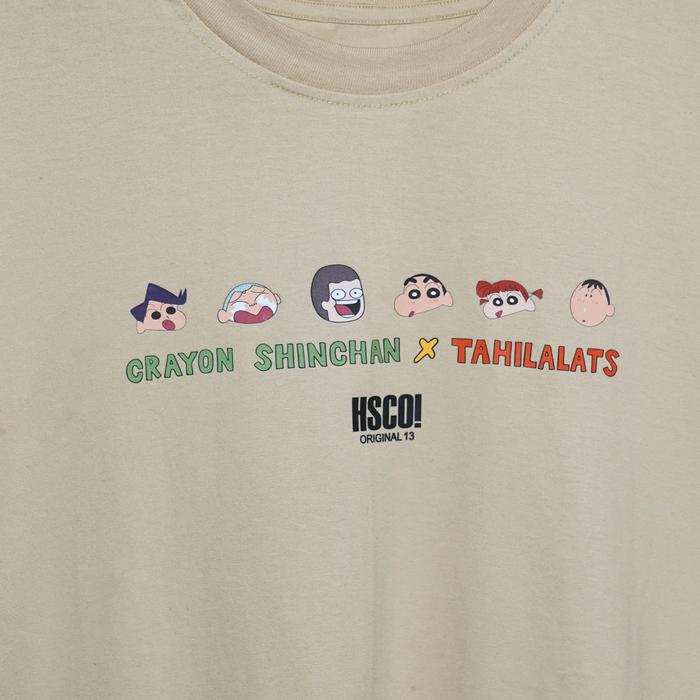 CRAYON SHINCHAN X TAHILALATS
HSCO!
ORIGINAL 13